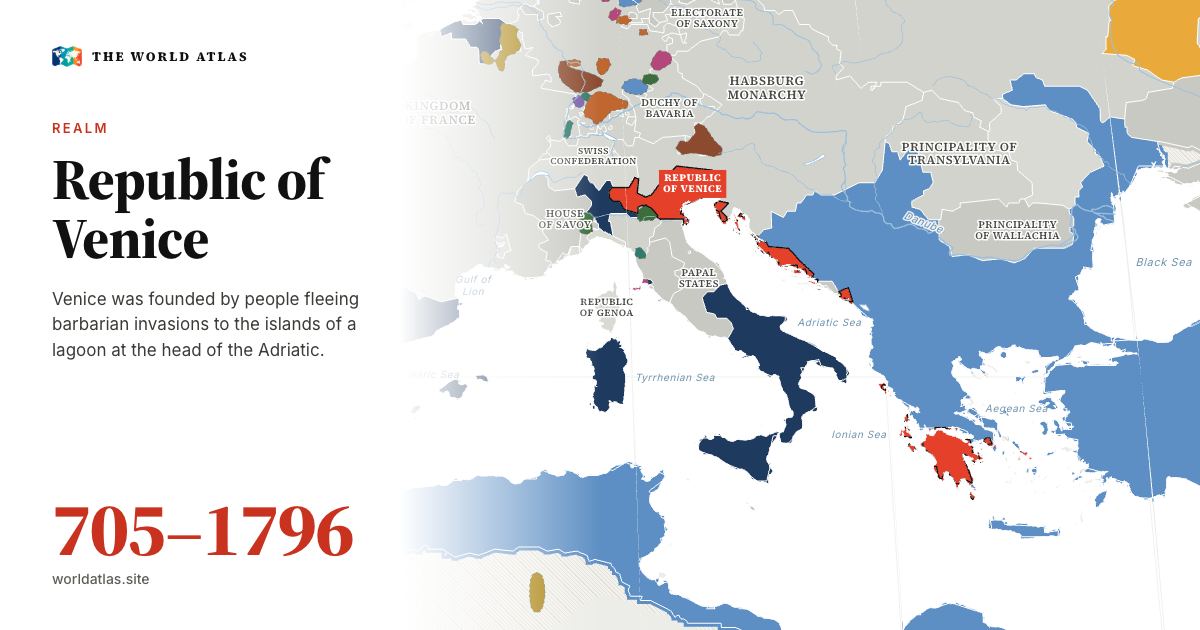 THE WORLD ATLAS
REALM
Republic of
Venice
Venice was founded by people fleeing
barbarian invasions to the islands of a
lagoon at the head of the Adriatic.
705–1796
worldatlas.site
ELECTORATE
OF SAXONY
HABSBURG
MONARCHY
KINGDOM
OF FRANCE
DUCHY OF
BAVARIA
SWISS
CONFEDERATION
PRINCIPALITY OF
TRANSYLVANIA
REPUBLIC
OF VENICE
HOUSE
OF SAVOY
Danube
PRINCIPALITY
OF WALLACHIA
Black Sea
Gulf of
Lion
PAPAL
STATES
REPUBLIC
OF GENOA
Adriatic Sea
Tyrrhenian Sea
Aegean Sea
Ionian Sea